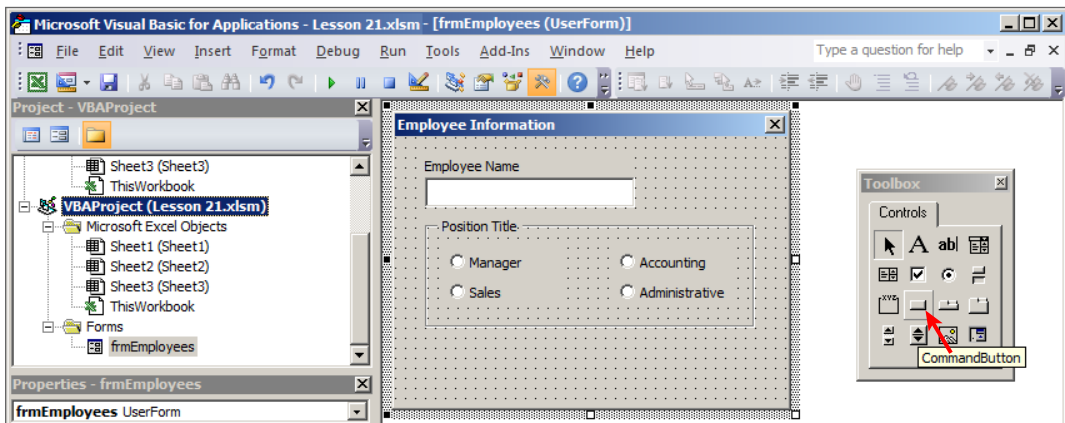 Microsoft Visual Basic for Applications - Lesson 21.xlsm - [frmEmployees (UserForm)]
File Edit View Insert Format Debug Run Tools Add-Ins Window Help Type a question for help
Project - VBAProject
Sheet3 (Sheet3)
ThisWorkbook
VBAProject (Lesson 21.xlsm)
Microsoft Excel Objects
Sheet1 (Sheet1)
Sheet2 (Sheet2)
Sheet3 (Sheet3)
ThisWorkbook
Forms
frmEmployees
Properties - frmEmployees
frmEmployees UserForm
Employee Information
Employee Name
Position Title
Manager Accounting
Sales Administrative
Toolbox
Controls
A ab|
XYZ
CommandButton